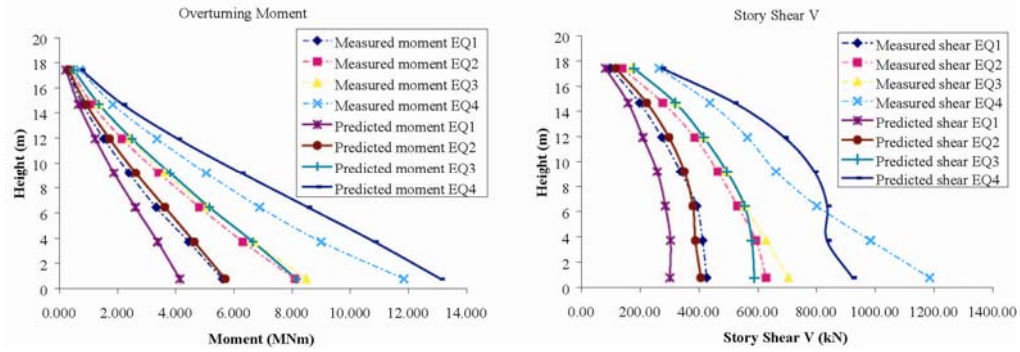 Overturning Moment
20
18
16
14
12
10
8
6
4
2
0
Height (m)
0.000 2.000 4.000 6.000 8.000 10.000 12.000 14.000
Moment (MNm)
Measured moment EQ1
Measured moment EQ2
Measured moment EQ3
Measured moment EQ4
Predicted moment EQ1
Predicted moment EQ2
Predicted moment EQ3
Predicted moment EQ4
Story Shear V
20
18
16
14
12
10
8
6
4
2
0
Height (m)
0.00 200.00 400.00 600.00 800.00 1000.00 1200.00 1400.00
Story Shear V (kN)
Measured shear EQ1
Measured shear EQ2
Measured shear EQ3
Measured shear EQ4
Predicted shear EQ1
Predicted shear EQ2
Predicted shear EQ3
Predicted shear EQ4